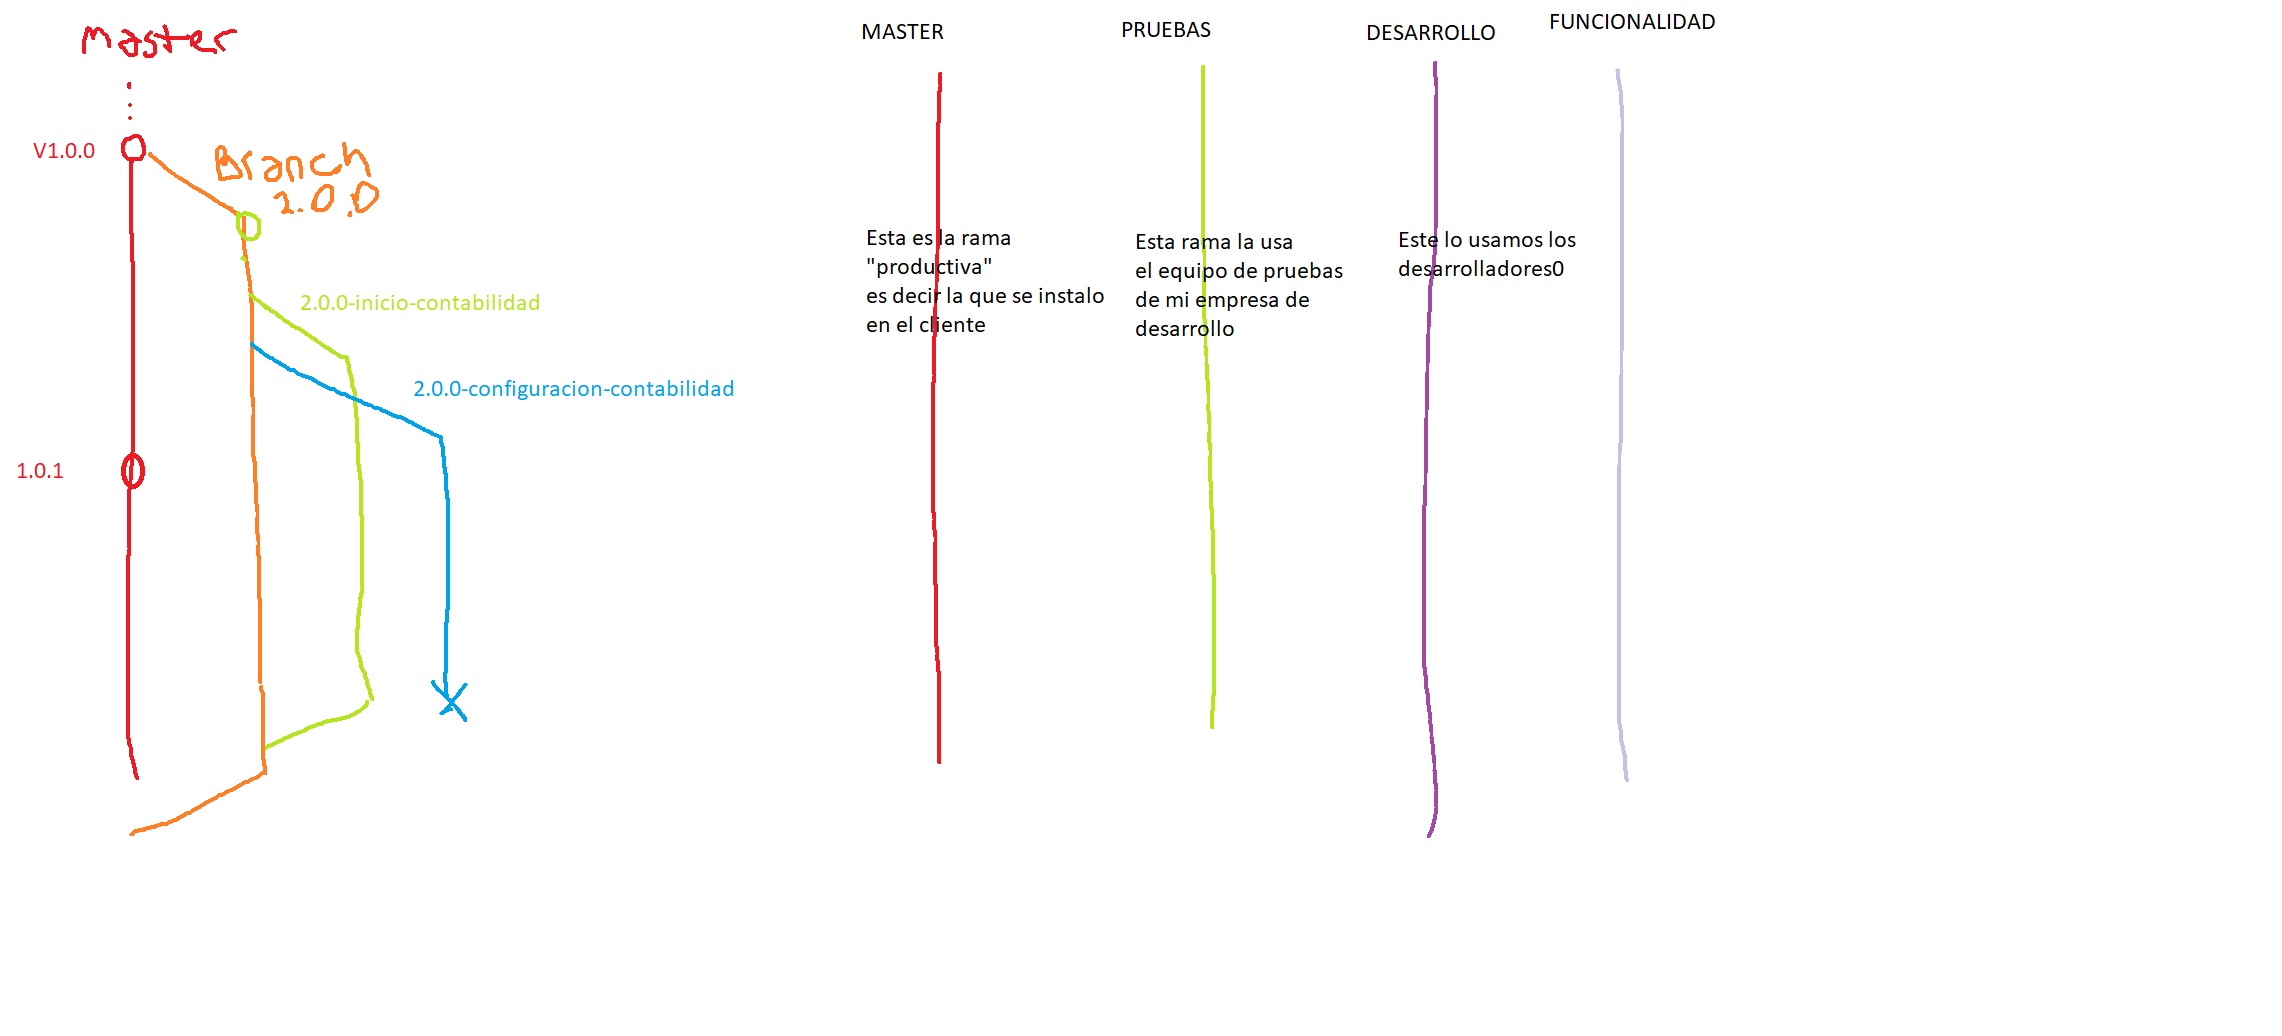 Master
V1.0.0
Branch
2.0.0
2.0.0-inicio-contabilidad
2.0.0-configuracion-contabilidad
1.0.1
MASTER
PRUEBAS
DESARROLLO
FUNCIONALIDAD
Esta es la rama
"productiva"
es decir la que se instalo
en el cliente
Esta rama la usa
el equipo de pruebas
de mi empresa de
desarrollo
Este lo usamos los
desarrolladores0